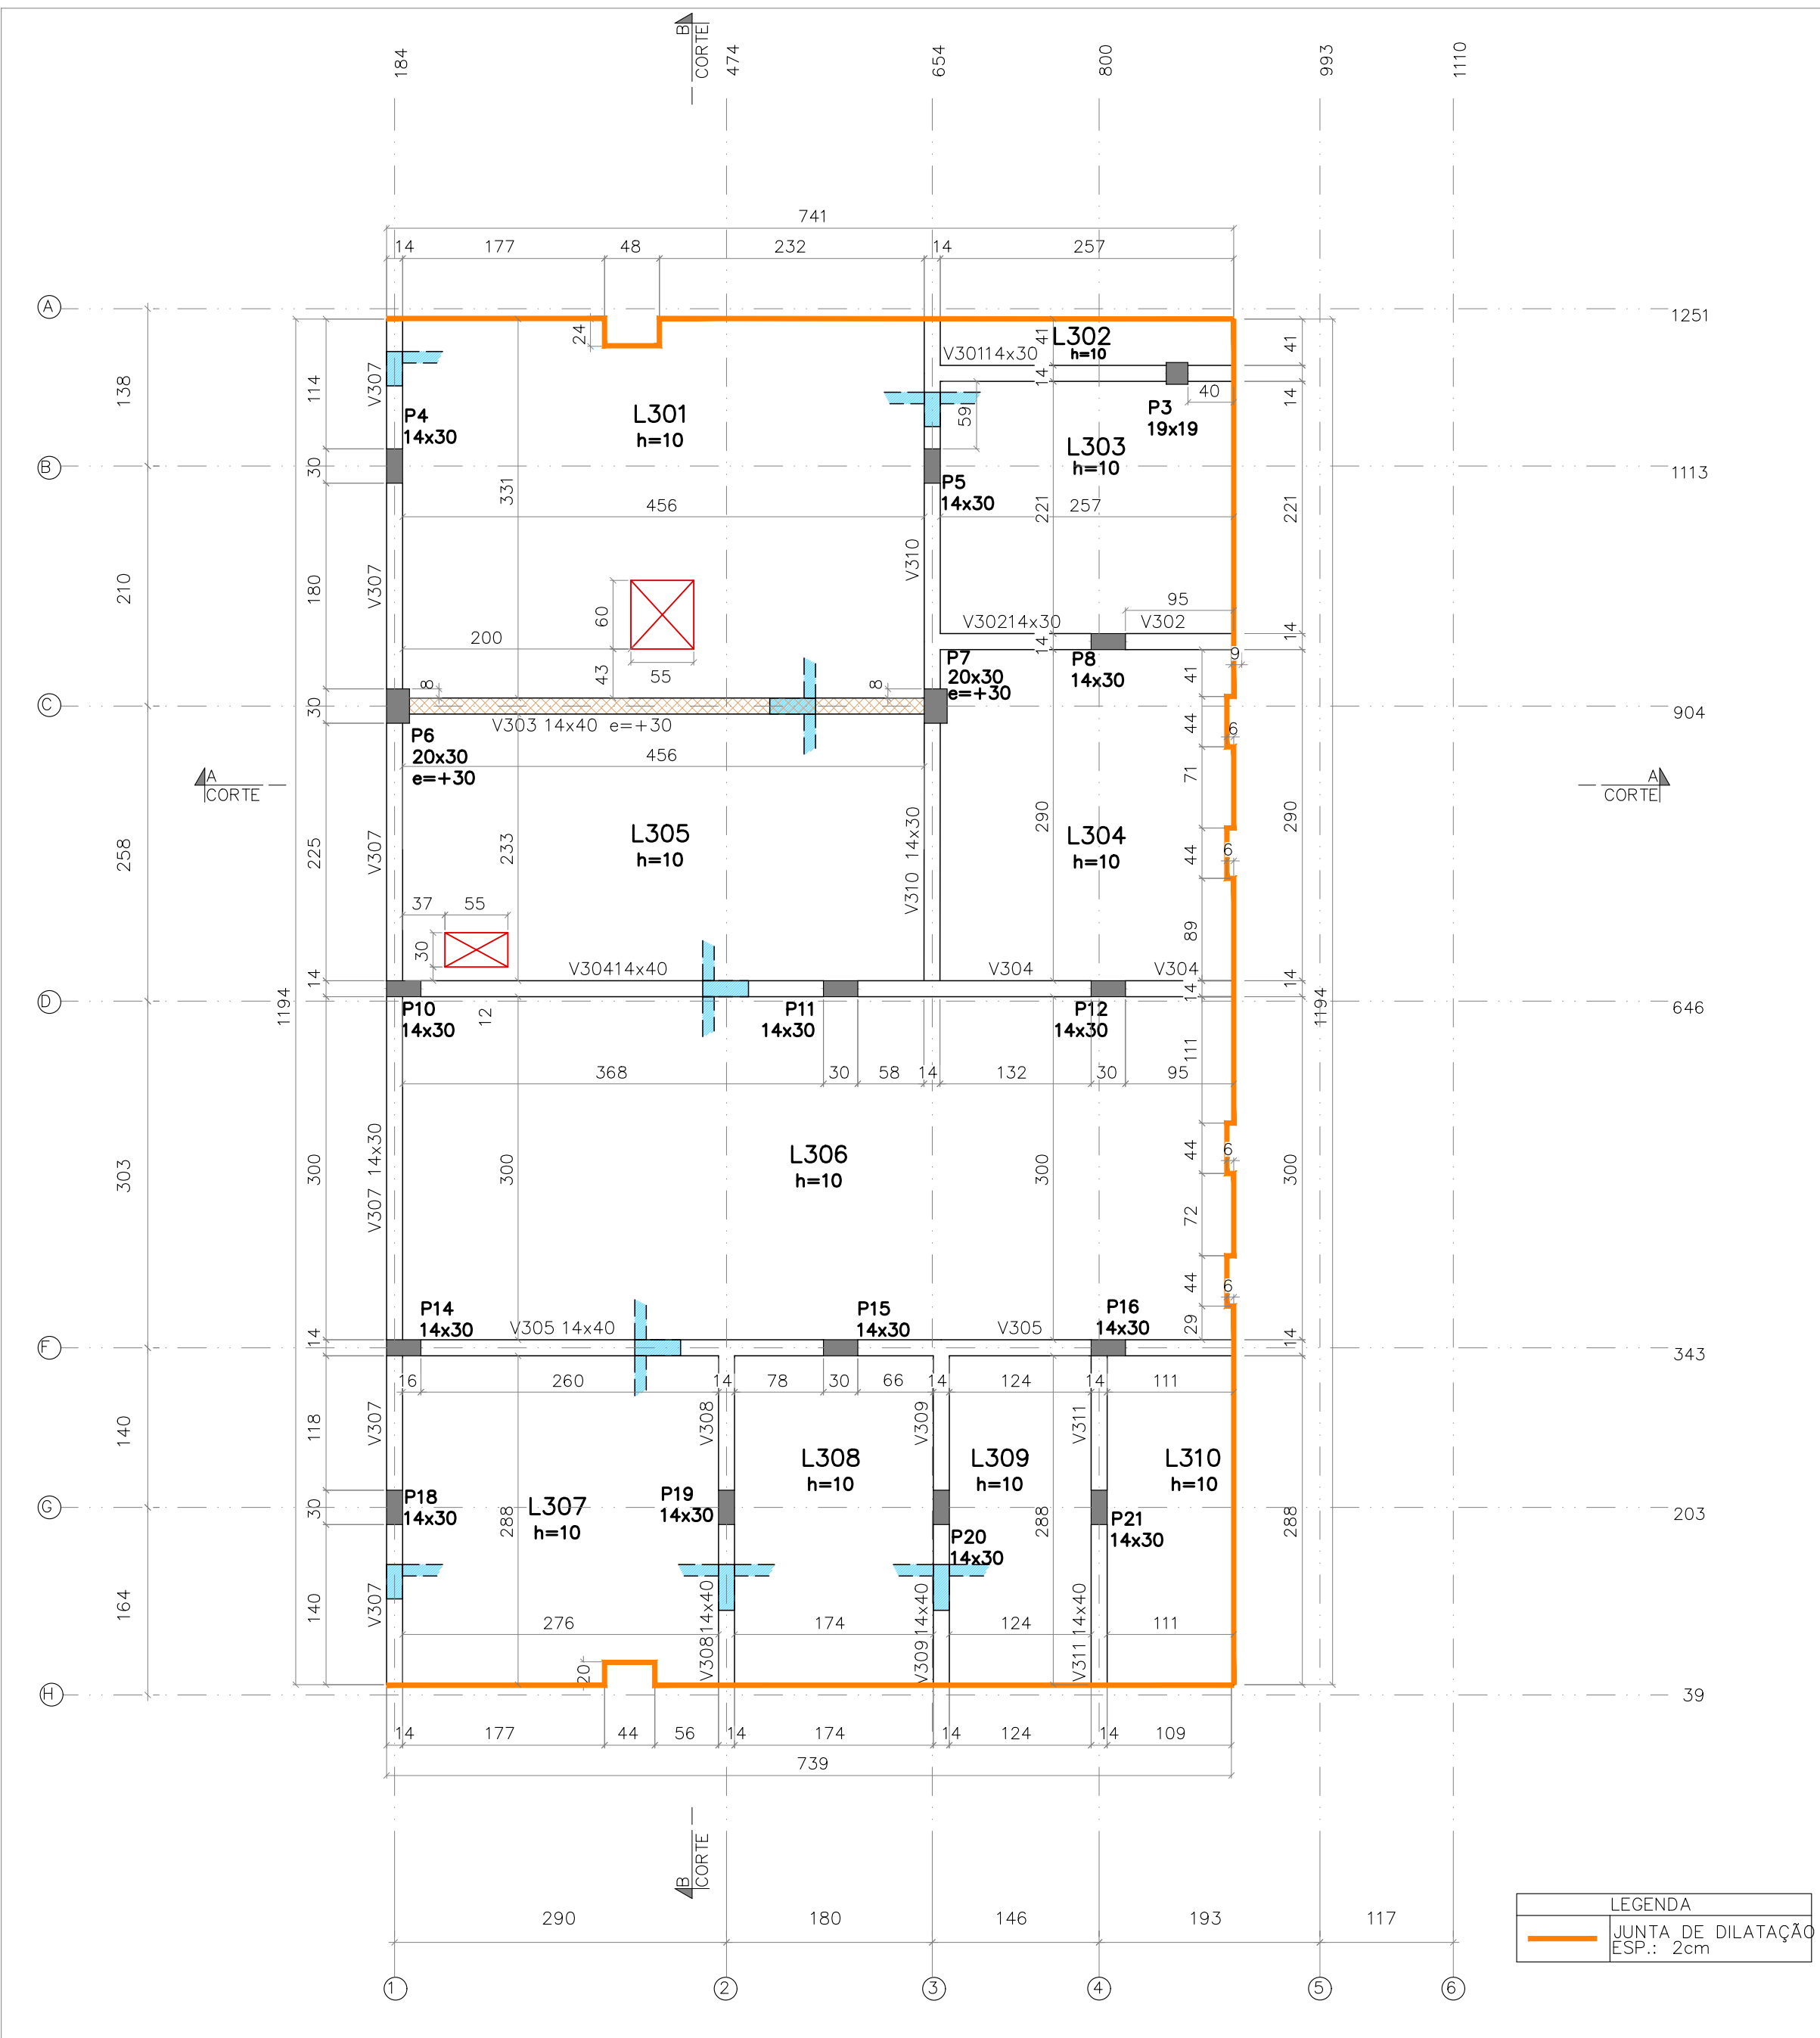 B
CORTE
184
474
654
800
993
1110
741
14
177
48
232
14
257
A
1251
24
41
L302
h=10
41
V30114x30
14
14
138
114
V307
P4
14x30
L301
h=10
59
40
P3
19x19
L303
h=10
B
30
1113
331
P5
14x30
456
221
257
221
210
180
V307
V310
60
95
200
V30214x30
V302
14
14
43
55
P7
20x30
e=+30
P8
14x30
9
41
8
8
C
30
904
V303 14x40 e=+30
44
6
P6
20x30
e=+30
456
71
A
CORTE
A
CORTE
258
225
V307
233
L305
h=10
V310 14x30
290
L304
h=10
44
6
290
37
55
30
89
V310
14
V30414x40
V304
V304
14
14
1194
1194
D
646
P10
14x30
12
P11
14x30
P12
14x30
111
368
30
58
14
132
30
95
303
300
V307 14x30
300
L306
h=10
300
44
6
300
72
44
6
P14
14x30
P15
14x30
P16
14x30
29
14
V305 14x40
V305
14
F
343
16
260
14
78
30
66
14
124
14
111
140
118
V307
V308
V309
V311
L308
h=10
L309
h=10
L310
h=10
G
30
P18
14x30
L307
h=10
P19
14x30
203
288
P20
14x30
288
P21
14x30
288
164
140
V307
V308 14x40
V309 14x40
V311 14x40
276
174
124
111
20
H
39
14
177
44
56
14
174
14
124
14
109
739
B
CORTE
290
180
146
193
117
1
2
3
4
5
6
LEGENDA
JUNTA DE DILATAÇÃO
ESP.: 2cm